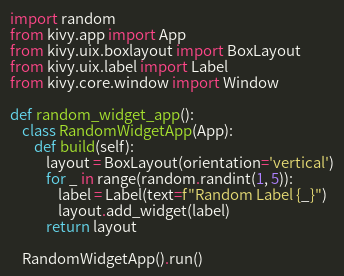 import random
from kivy.app import App
from kivy.uix.boxlayout import BoxLayout
from kivy.uix.label import Label
from kivy.core.window import Window

def random_widget_app():
    class RandomWidgetApp(App):
        def build(self):
            layout = BoxLayout(orientation='vertical')
            for _ in range(random.randint(1, 5)):
                label = Label(text=f"Random Label {_}")
                layout.add_widget(label)
            return layout

    RandomWidgetApp().run()